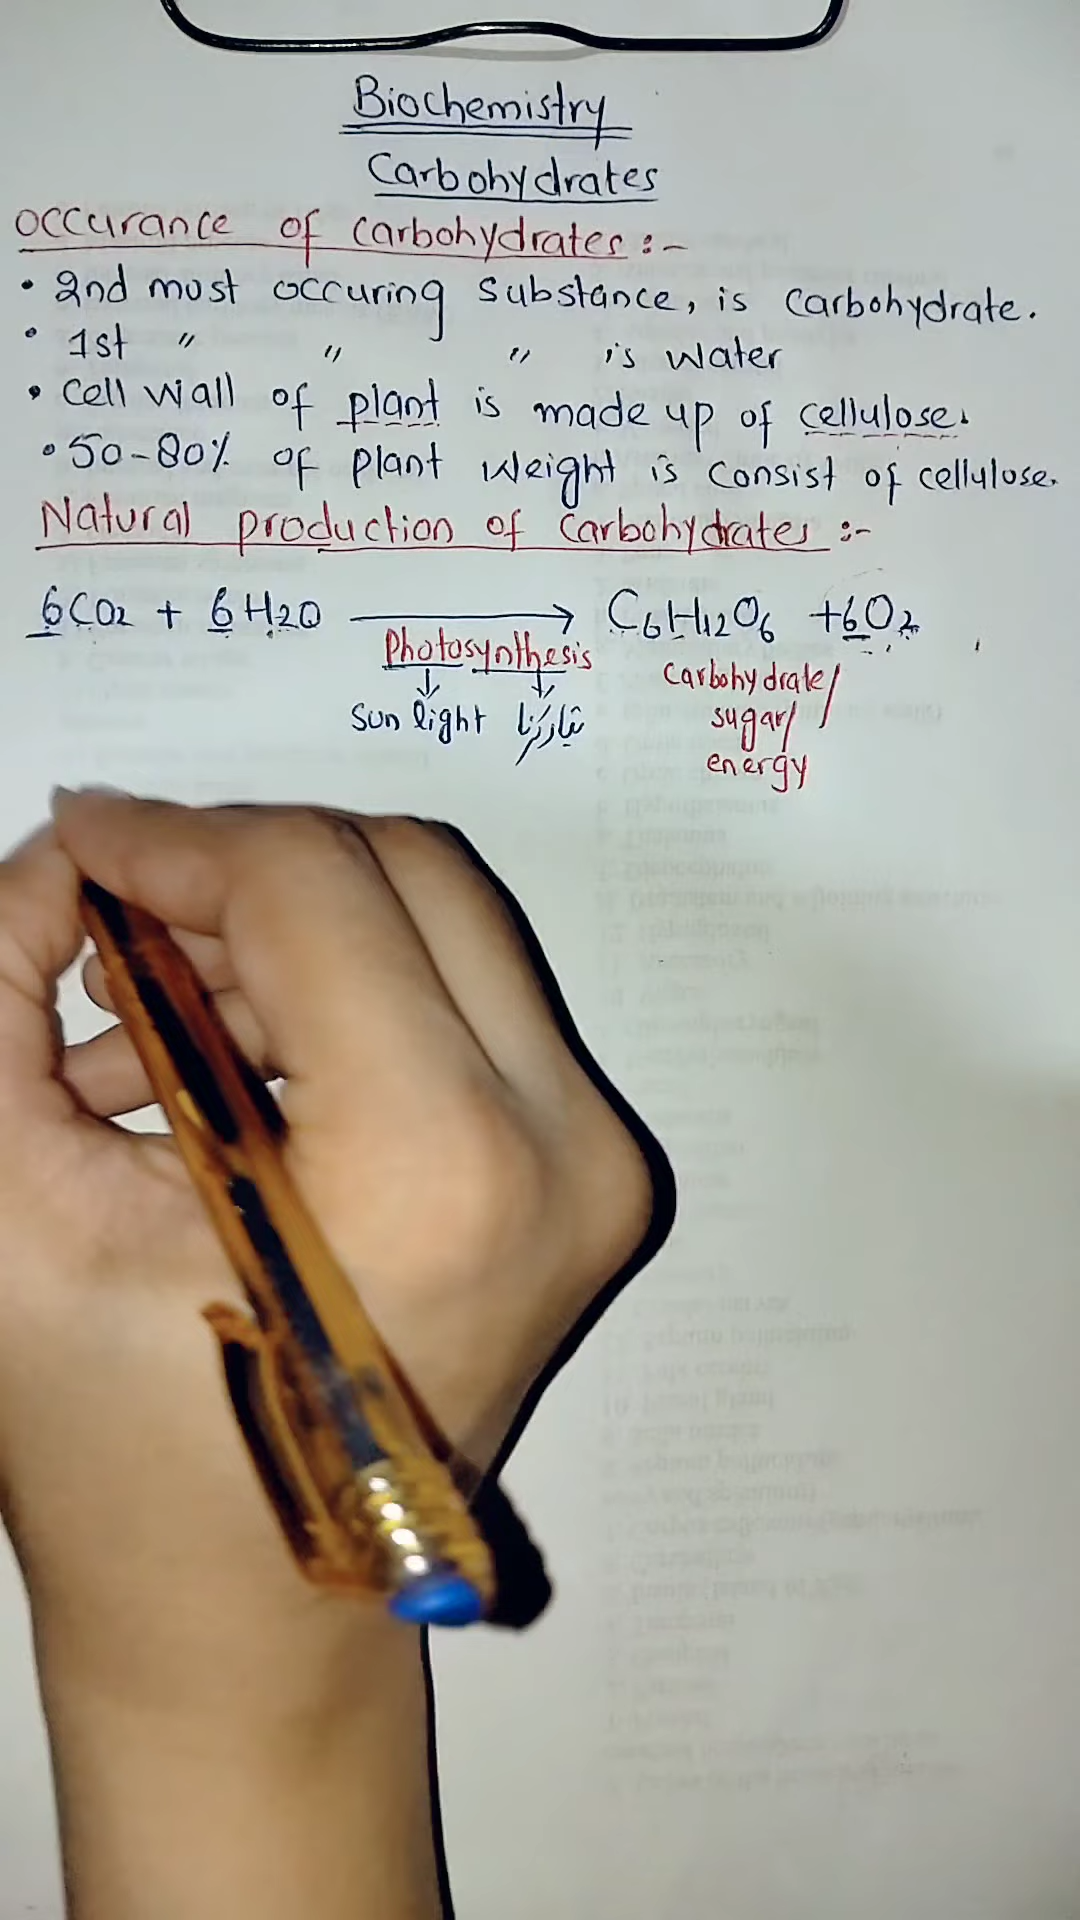 Biochemistry
Carbohydrates
occurance of carbohydrates :-
• 2nd most occuring substance, is carbohydrate.
• 1st " " " is water
• Cell wall of plant is made up of cellulose.
• 50-80% of plant weight is consist of cellulose.
Natural production of Carbohydrates :-
6CO2 + 6H2O → C6H12O6 +6O2
Photosynthesis
Carbohydrate/
sun light تیار کرنا
sugar/
energy